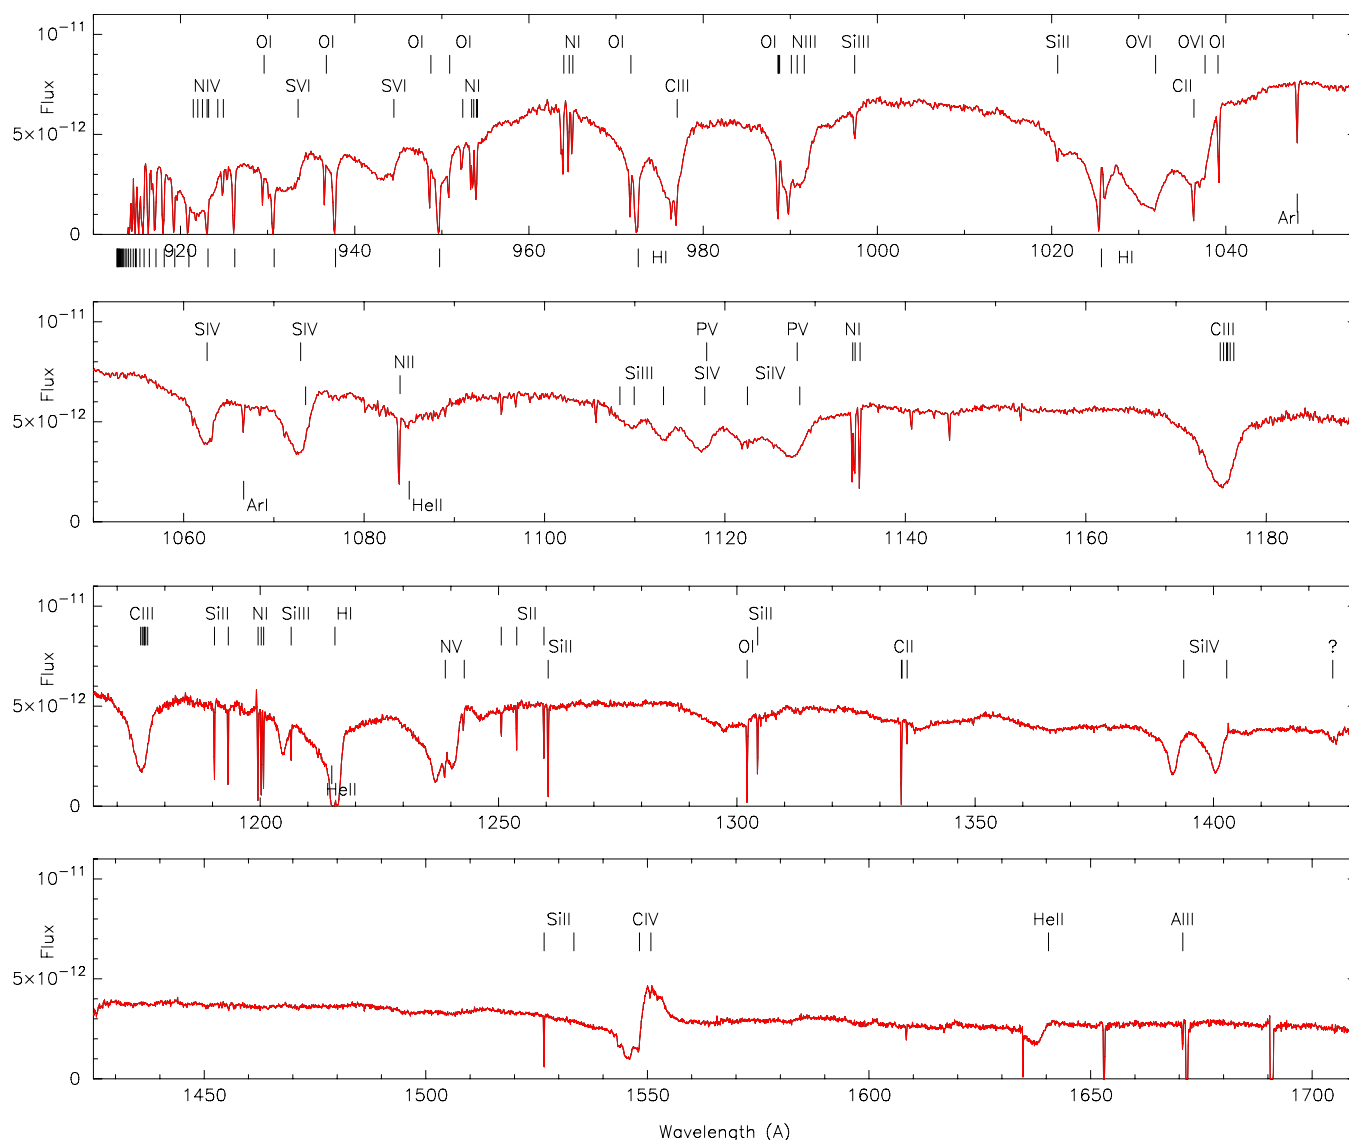 10⁻¹¹
OI OI OI OI NI OI OI NIII SiIII SiII OVI OVI OI
NIV SVI SVI NI CIII CII
Flux
5×10⁻¹²
ArI
0
920 940 960 980 1000 1020 1040
HI HI
10⁻¹¹
SIV SIV PV PV NI CIII
NII SiIII SIV SiIV
Flux
5×10⁻¹²
ArI HeII
0
1060 1080 1100 1120 1140 1160 1180
10⁻¹¹
CIII SiII NI SiIII HI SII SiII
NV SiII OI CII SiIV ?
Flux
5×10⁻¹²
HeII
0
1200 1250 1300 1350 1400
10⁻¹¹
SiII CIV HeII AlII
Flux
5×10⁻¹²
0
1450 1500 1550 1600 1650 1700
Wavelength (A)